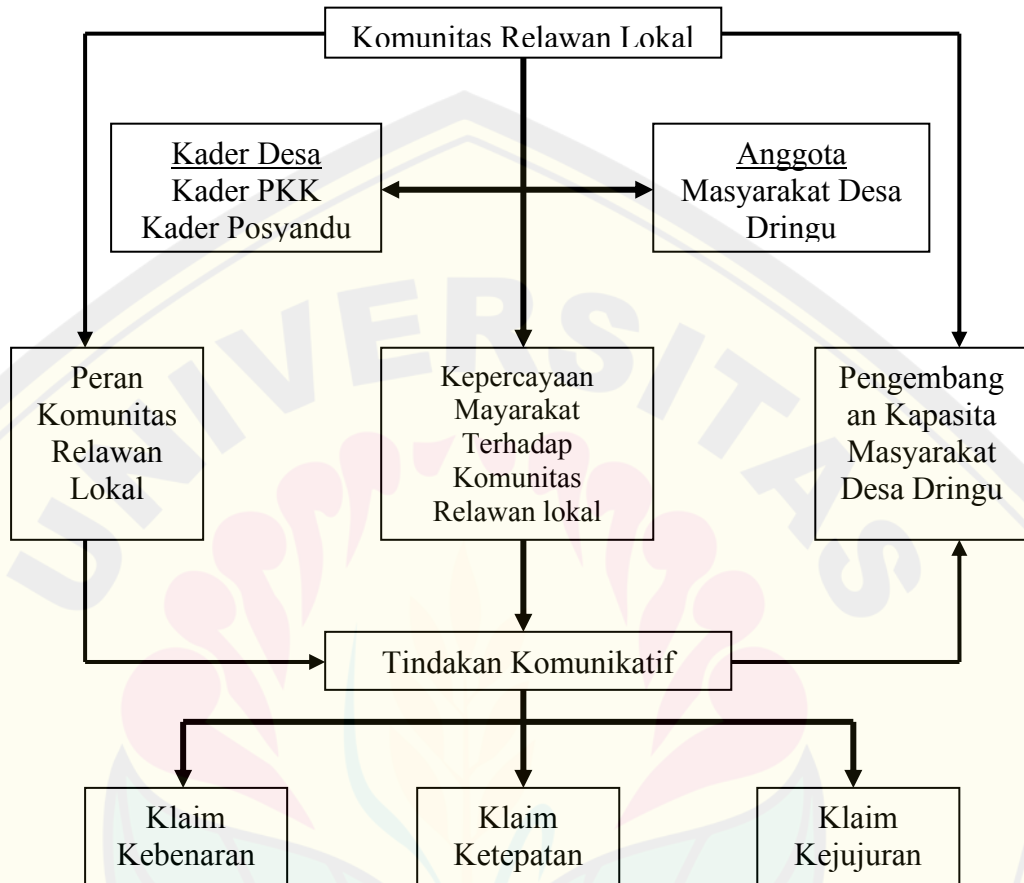 Komunitas Relawan Lokal
Kader Desa
Kader PKK
Kader Posyandu
Anggota
Masyarakat Desa
Dringu
Peran
Komunitas
Relawan
Lokal
Kepercayaan
Mayarakat
Terhadap
Komunitas
Relawan lokal
Pengembang
an Kapasita
Masyarakat
Desa Dringu
Tindakan Komunikatif
Klaim
Kebenaran
Klaim
Ketepatan
Klaim
Kejujuran
UNIVERSITAS